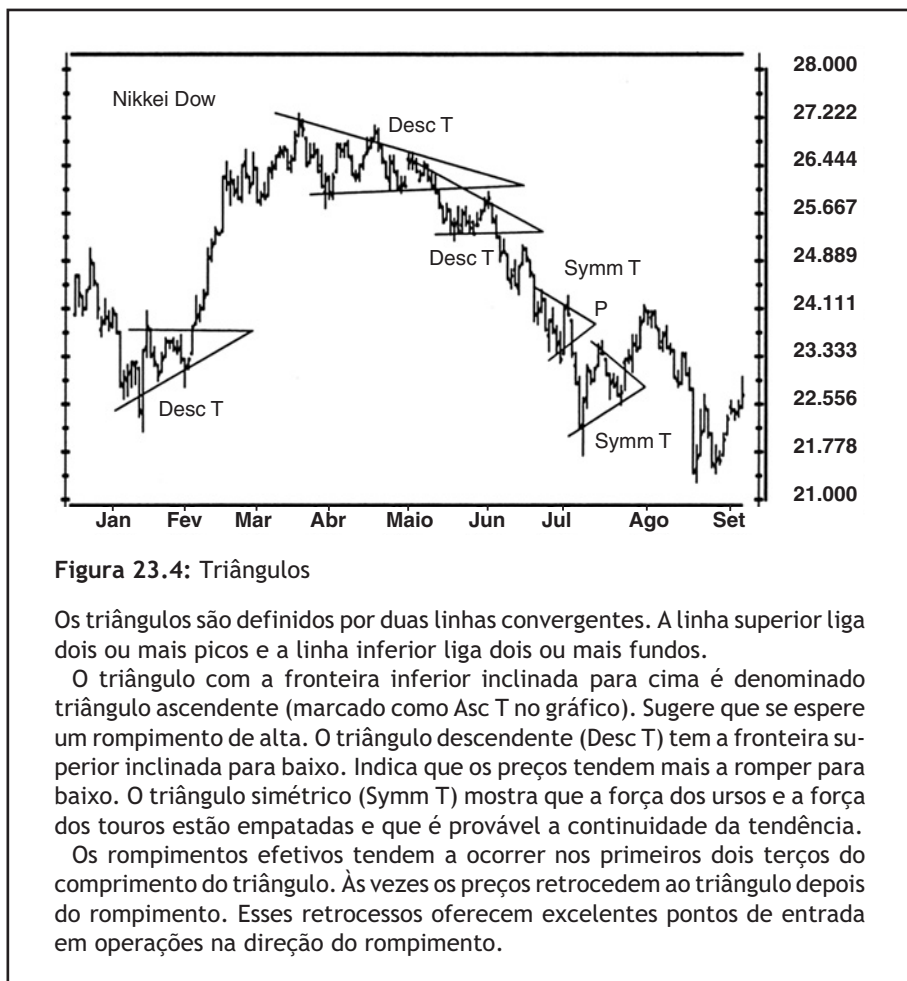 28.000
Nikkei Dow
27.222
Desc T
26.444
25.667
Desc T
24.889
Symm T
24.111
P
23.333
22.556
Desc T
Symm T
21.778
21.000
Jan Fev Mar Abr Maio Jun Jul Ago Set
Figura 23.4: Triângulos
Os triângulos são definidos por duas linhas convergentes. A linha superior liga
dois ou mais picos e a linha inferior liga dois ou mais fundos.
O triângulo com a fronteira inferior inclinada para cima é denominado
triângulo ascendente (marcado como Asc T no gráfico). Sugere que se espere
um rompimento de alta. O triângulo descendente (Desc T) tem a fronteira su-
perior inclinada para baixo. Indica que os preços tendem mais a romper para
baixo. O triângulo simétrico (Symm T) mostra que a força dos ursos e a força
dos touros estão empatadas e que é provável a continuidade da tendência.
Os rompimentos efetivos tendem a ocorrer nos primeiros dois terços do
comprimento do triângulo. Às vezes os preços retrocedem ao triângulo depois
do rompimento. Esses retrocessos oferecem excelentes pontos de entrada
em operações na direção do rompimento.